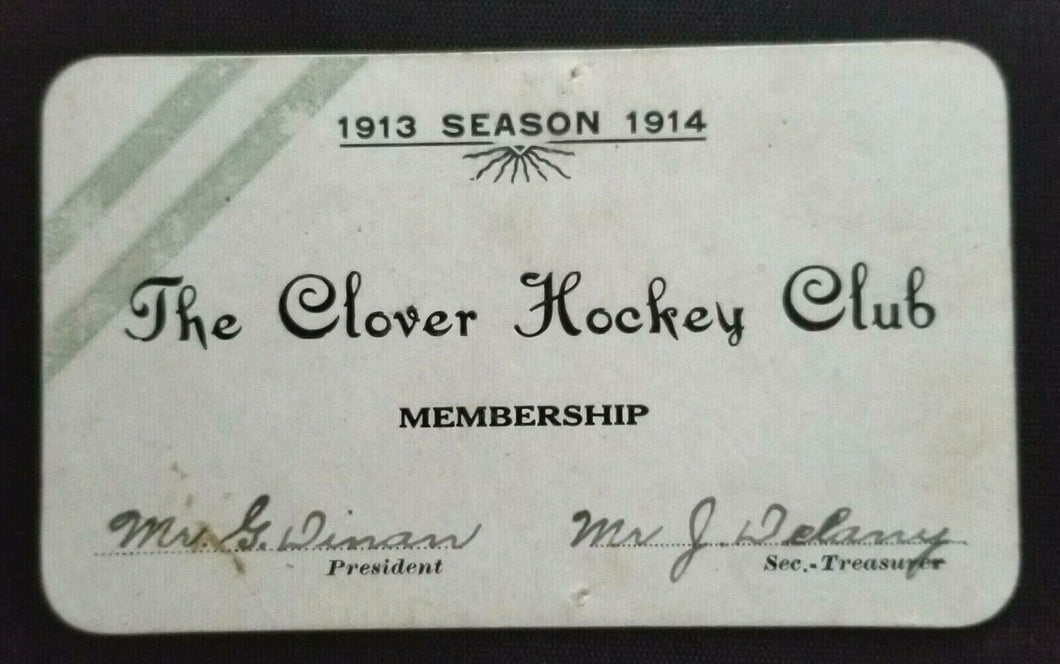 1913 SEASON 1914
The Clover Hockey Club
MEMBERSHIP
Mr. G. Dinan Mr J. Delany
President Sec.-Treasurer